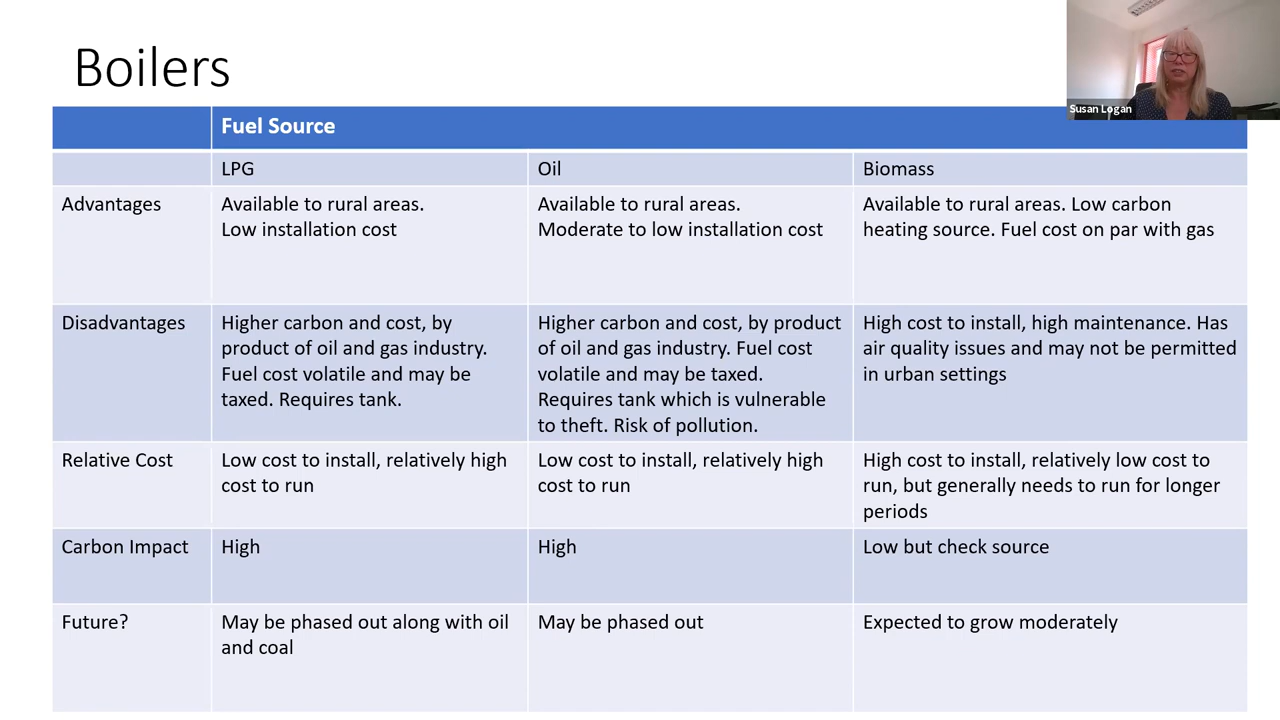 Boilers
Susan Logan
Fuel Source
LPG
Oil
Biomass
Advantages
Available to rural areas.
Low installation cost
Available to rural areas.
Moderate to low installation cost
Available to rural areas. Low carbon
heating source. Fuel cost on par with gas
Disadvantages
Higher carbon and cost, by
product of oil and gas industry.
Fuel cost volatile and may be
taxed. Requires tank.
Higher carbon and cost, by product
of oil and gas industry. Fuel cost
volatile and may be taxed.
Requires tank which is vulnerable
to theft. Risk of pollution.
High cost to install, high maintenance. Has
air quality issues and may not be permitted
in urban settings
Relative Cost
Low cost to install, relatively high
cost to run
Low cost to install, relatively high
cost to run
High cost to install, relatively low cost to
run, but generally needs to run for longer
periods
Carbon Impact
High
High
Low but check source
Future?
May be phased out along with oil
and coal
May be phased out
Expected to grow moderately